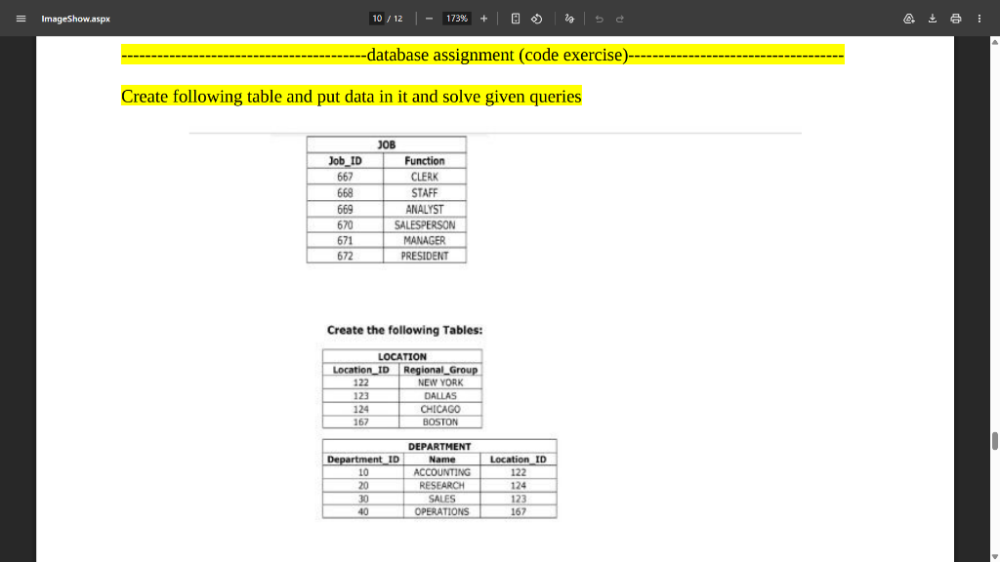 ImageShow.aspx
10 / 12
173%
-----------------------------------------database assignment (code exercise)------------------------------------
Create following table and put data in it and solve given queries
JOB
Job_ID Function
667 CLERK
668 STAFF
669 ANALYST
670 SALESPERSON
671 MANAGER
672 PRESIDENT
Create the following Tables:
LOCATION
Location_ID Regional_Group
122 NEW YORK
123 DALLAS
124 CHICAGO
167 BOSTON
DEPARTMENT
Department_ID Name Location_ID
10 ACCOUNTING 122
20 RESEARCH 124
30 SALES 123
40 OPERATIONS 167